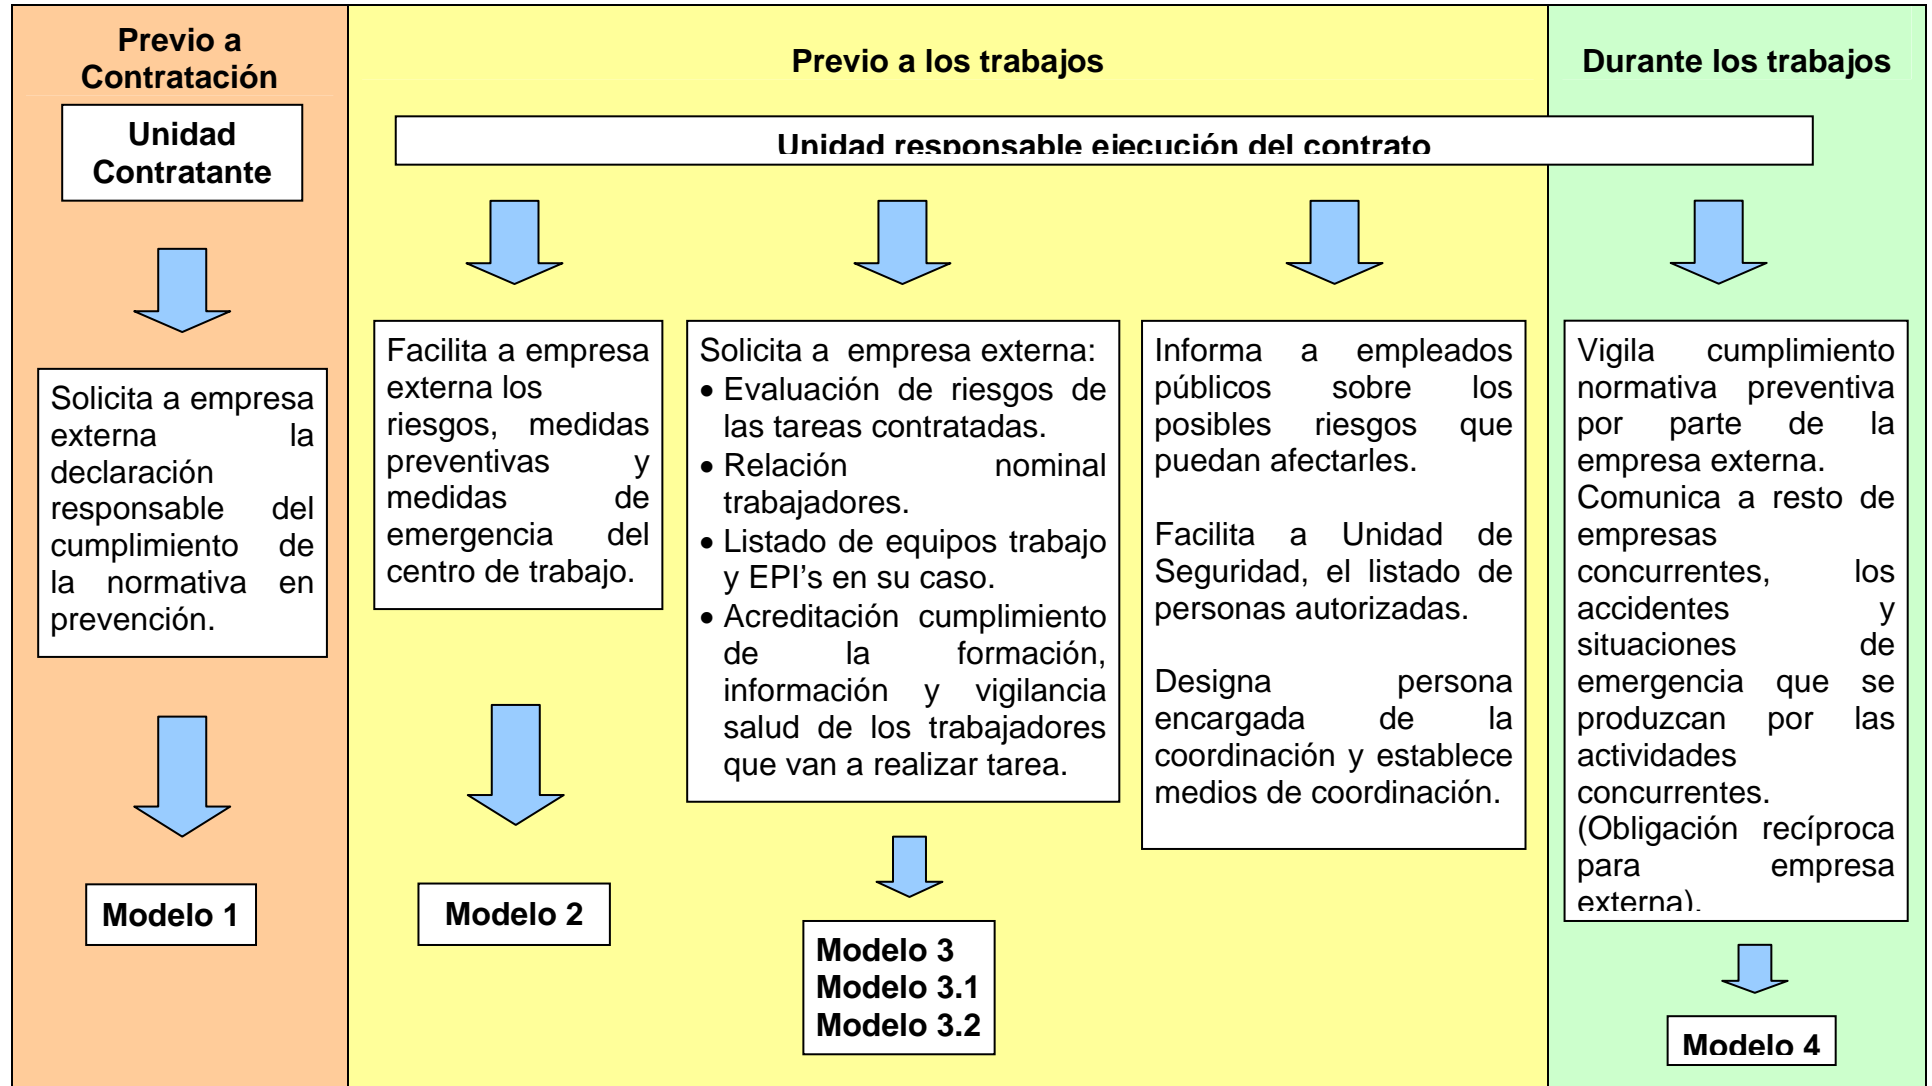 Previo a
Contratación
Unidad
Contratante
Solicita a empresa
externa la
declaración
responsable del
cumplimiento de
la normativa en
prevención.
Modelo 1
Previo a los trabajos
Unidad responsable ejecución del contrato
Facilita a empresa
externa los
riesgos, medidas
preventivas y
medidas de
emergencia del
centro de trabajo.
Modelo 2
Solicita a empresa externa:
• Evaluación de riesgos de
las tareas contratadas.
• Relación nominal
trabajadores.
• Listado de equipos trabajo
y EPI's en su caso.
• Acreditación cumplimiento
de la formación,
información y vigilancia
salud de los trabajadores
que van a realizar tarea.
Modelo 3
Modelo 3.1
Modelo 3.2
Informa a empleados
públicos sobre los
posibles riesgos que
puedan afectarles.
Facilita a Unidad de
Seguridad, el listado de
personas autorizadas.
Designa persona
encargada de la
coordinación y establece
medios de coordinación.
Durante los trabajos
Vigila cumplimiento
normativa preventiva
por parte de la
empresa externa.
Comunica a resto de
empresas
concurrentes, los
accidentes y
situaciones de
emergencia que se
produzcan por las
actividades
concurrentes.
(Obligación recíproca
para empresa
externa).
Modelo 4